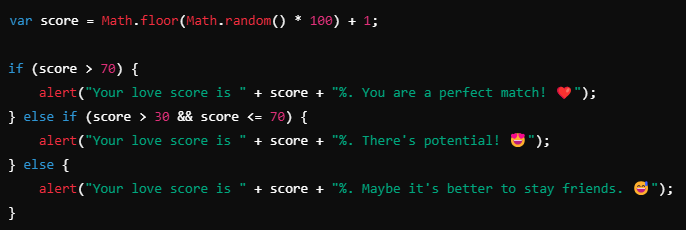 var score = Math.floor(Math.random() * 100) + 1;

if (score > 70) {
    alert("Your love score is " + score + "%. You are a perfect match! ❤️");
} else if (score > 30 && score <= 70) {
    alert("Your love score is " + score + "%. There's potential! 😍");
} else {
    alert("Your love score is " + score + "%. Maybe it's better to stay friends. 😅");
}